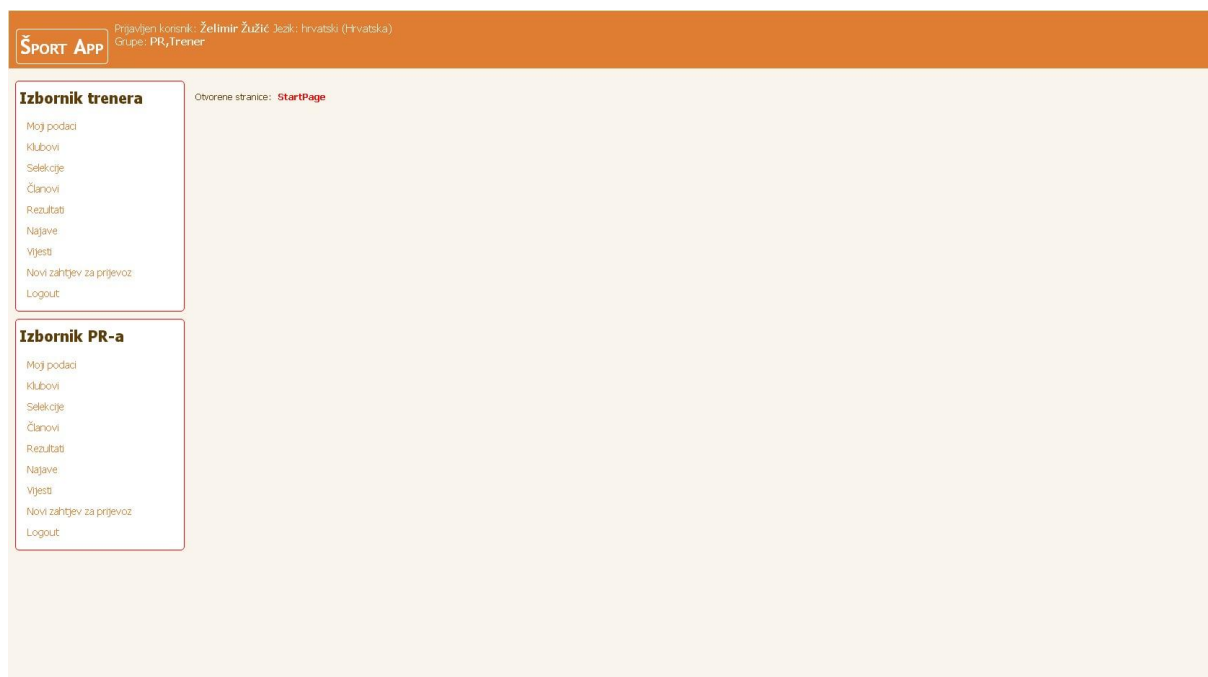 ŠPORT APP
Prijavljen korisnik: Želimir Žužić Jezik: hrvatski (Hrvatska)
Grupe: PR,Trener
Izbornik trenera
Moji podaci
Klubovi
Selekcije
Članovi
Rezultati
Najave
Vijesti
Novi zahtjev za prijevoz
Logout
Otvorene stranice: StartPage
Izbornik PR-a
Moji podaci
Klubovi
Selekcije
Članovi
Rezultati
Najave
Vijesti
Novi zahtjev za prijevoz
Logout